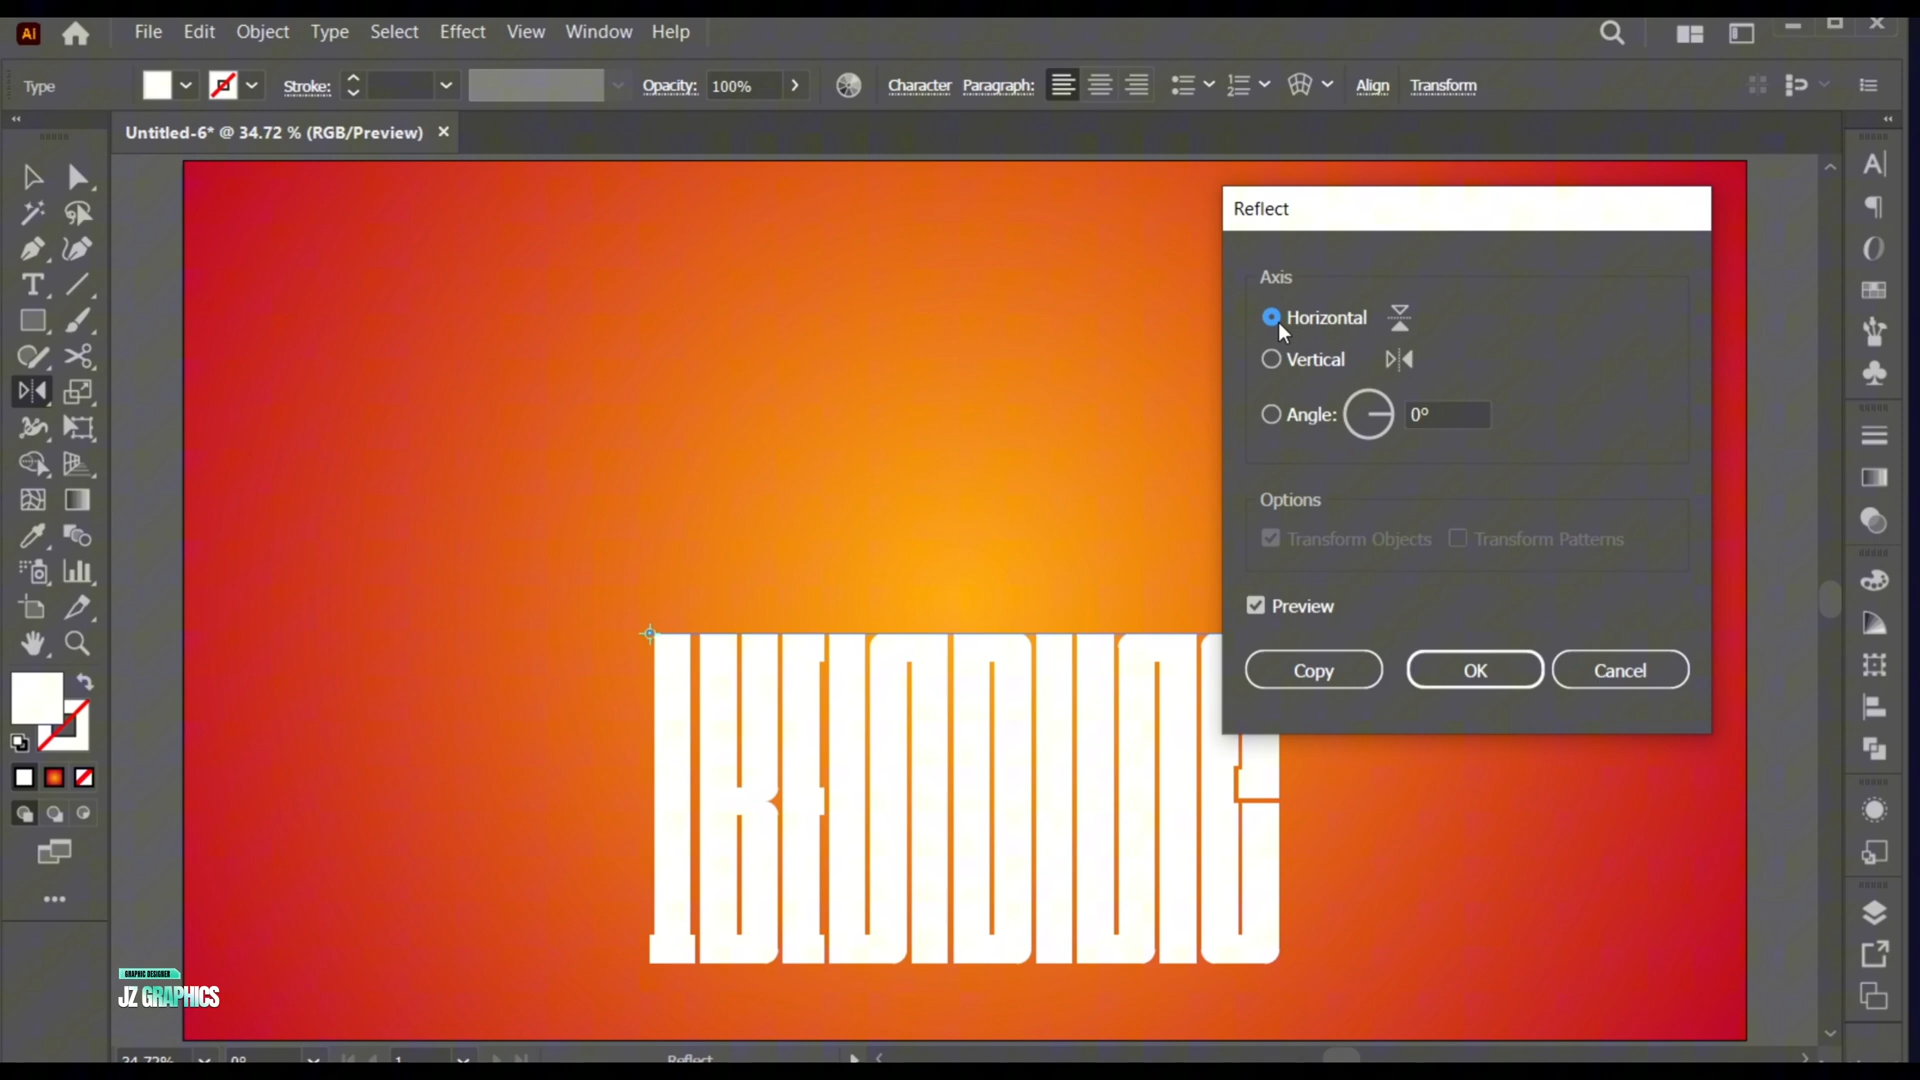 Ai File Edit Object Type Select Effect View Window Help
Type Stroke: Opacity: 100% Character Paragraph: Align Transform
Untitled-6* @ 34.72 % (RGB/Preview) ×
Reflect
Axis
Horizontal
Vertical
Angle: 0°
Options
Transform Objects Transform Patterns
Preview
Copy OK Cancel
GRAPHIC DESIGNER
JZ GRAPHICS
34.72% 0° 1 Reflect